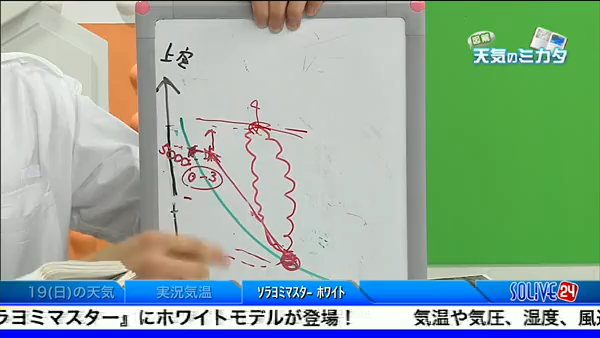 図解
天気のミカタ
上空
4
5000
0-3
19(日)の天気
実況気温
ソラヨミマスター ホワイト
SOLiVE24
ラヨミマスター』にホワイトモデルが登場! 気温や気圧、湿度、風速